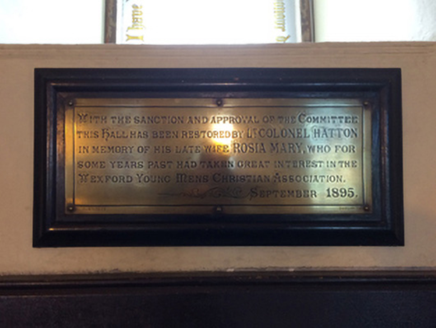 With the sanction and approval of the Committee
this Hall has been restored by Lt Colonel Hatton
in memory of his late wife Rosia Mary, who for
some years past had taken great interest in the
Wexford Young Mens Christian Association.
September 1895.